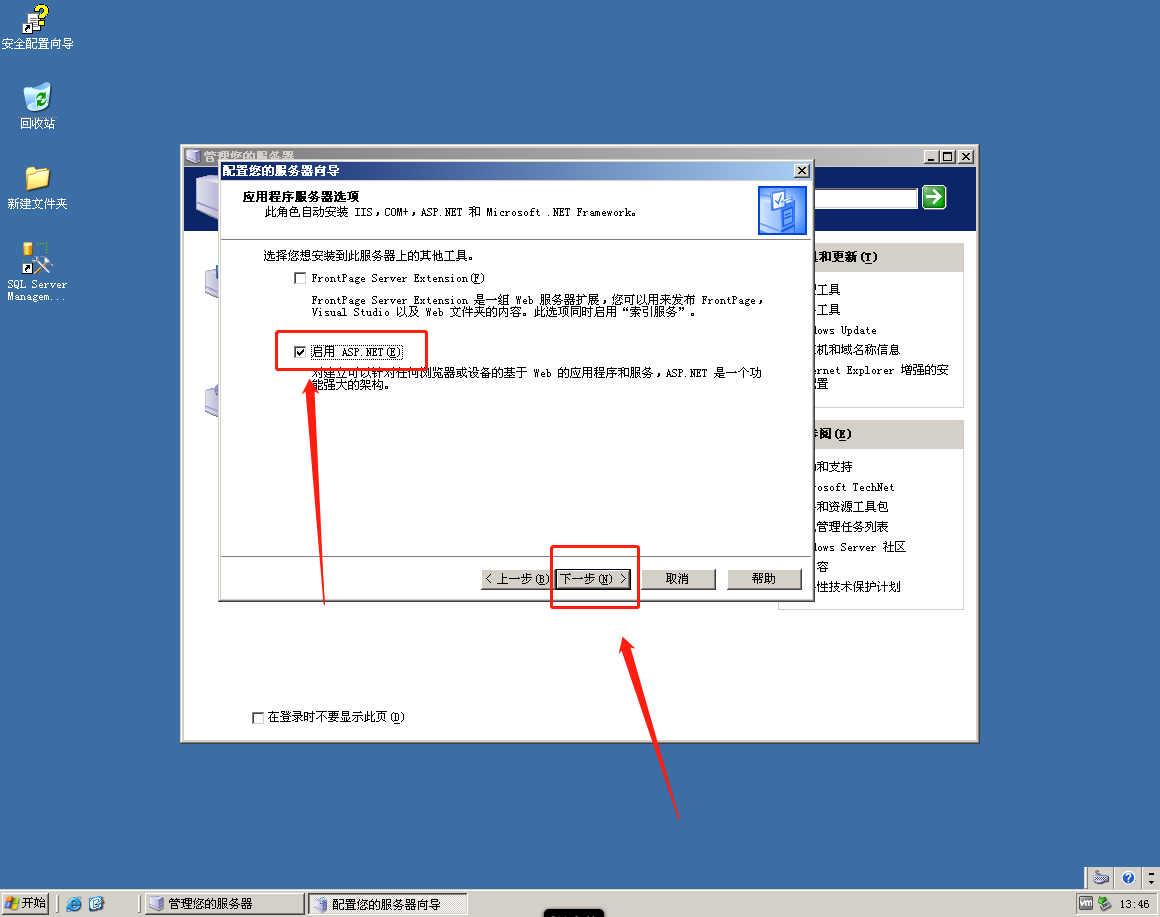 安全配置向导
回收站
新建文件夹
SQL Server
Managem...
管理您的服务器
配置您的服务器向导
应用程序服务器选项
此角色自动安装 IIS，COM+，ASP.NET 和 Microsoft .NET Framework。
选择您想安装到此服务器上的其他工具。
FrontPage Server Extension(F)
FrontPage Server Extension 是一组 Web 服务器扩展，您可以用来发布 FrontPage，
Visual Studio 以及 Web 文件夹的内容。此选项同时启用“索引服务”。
启用 ASP.NET(E)
对建立可以针对任何浏览器或设备的基于 Web 的应用程序和服务，ASP.NET 是一个功
能强大的架构。
< 上一步(B)
下一步(N) >
取消
帮助
和更新(T)
工具
工具
ows Update
机和域名称信息
ernet Explorer 增强的安
置
阅(E)
和支持
rosoft TechNet
和资源工具包
管理任务列表
dows Server 社区
容
性技术保护计划
在登录时不要显示此页(D)
开始
管理您的服务器
配置您的服务器向导
vm
13:46